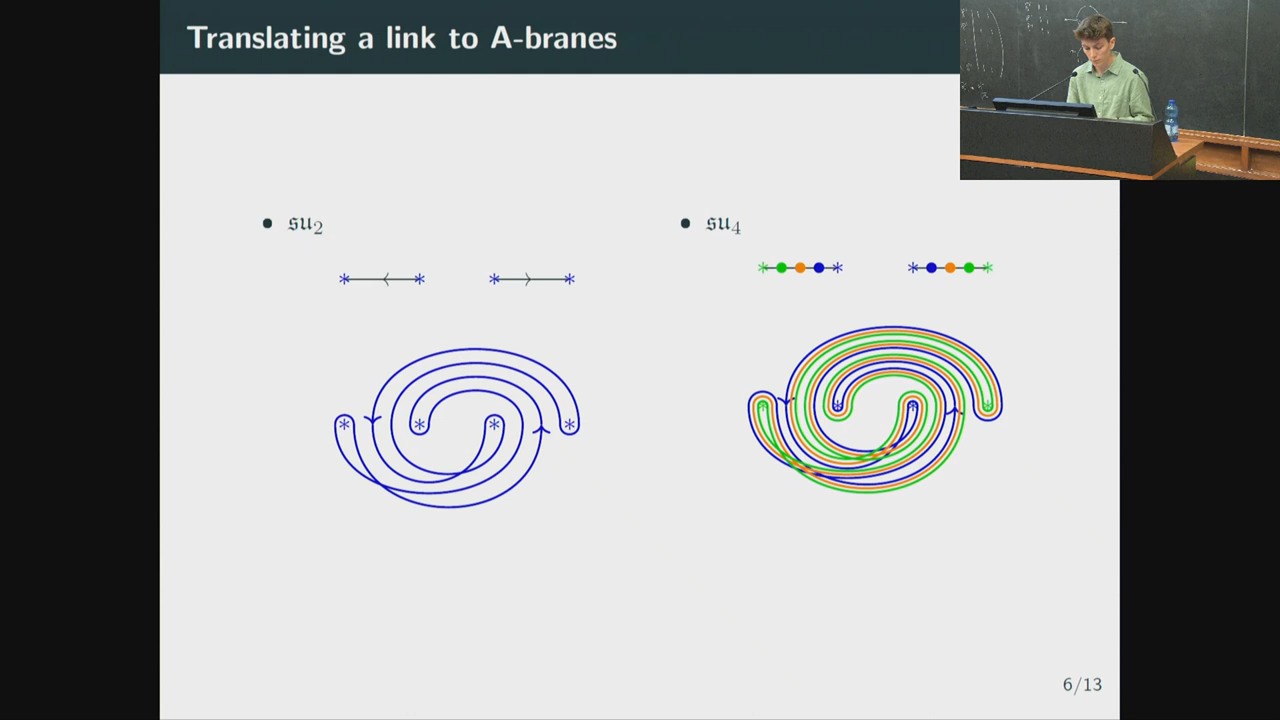 Translating a link to A-branes
• 𝔰𝔲₂
• 𝔰𝔲₄
6/13